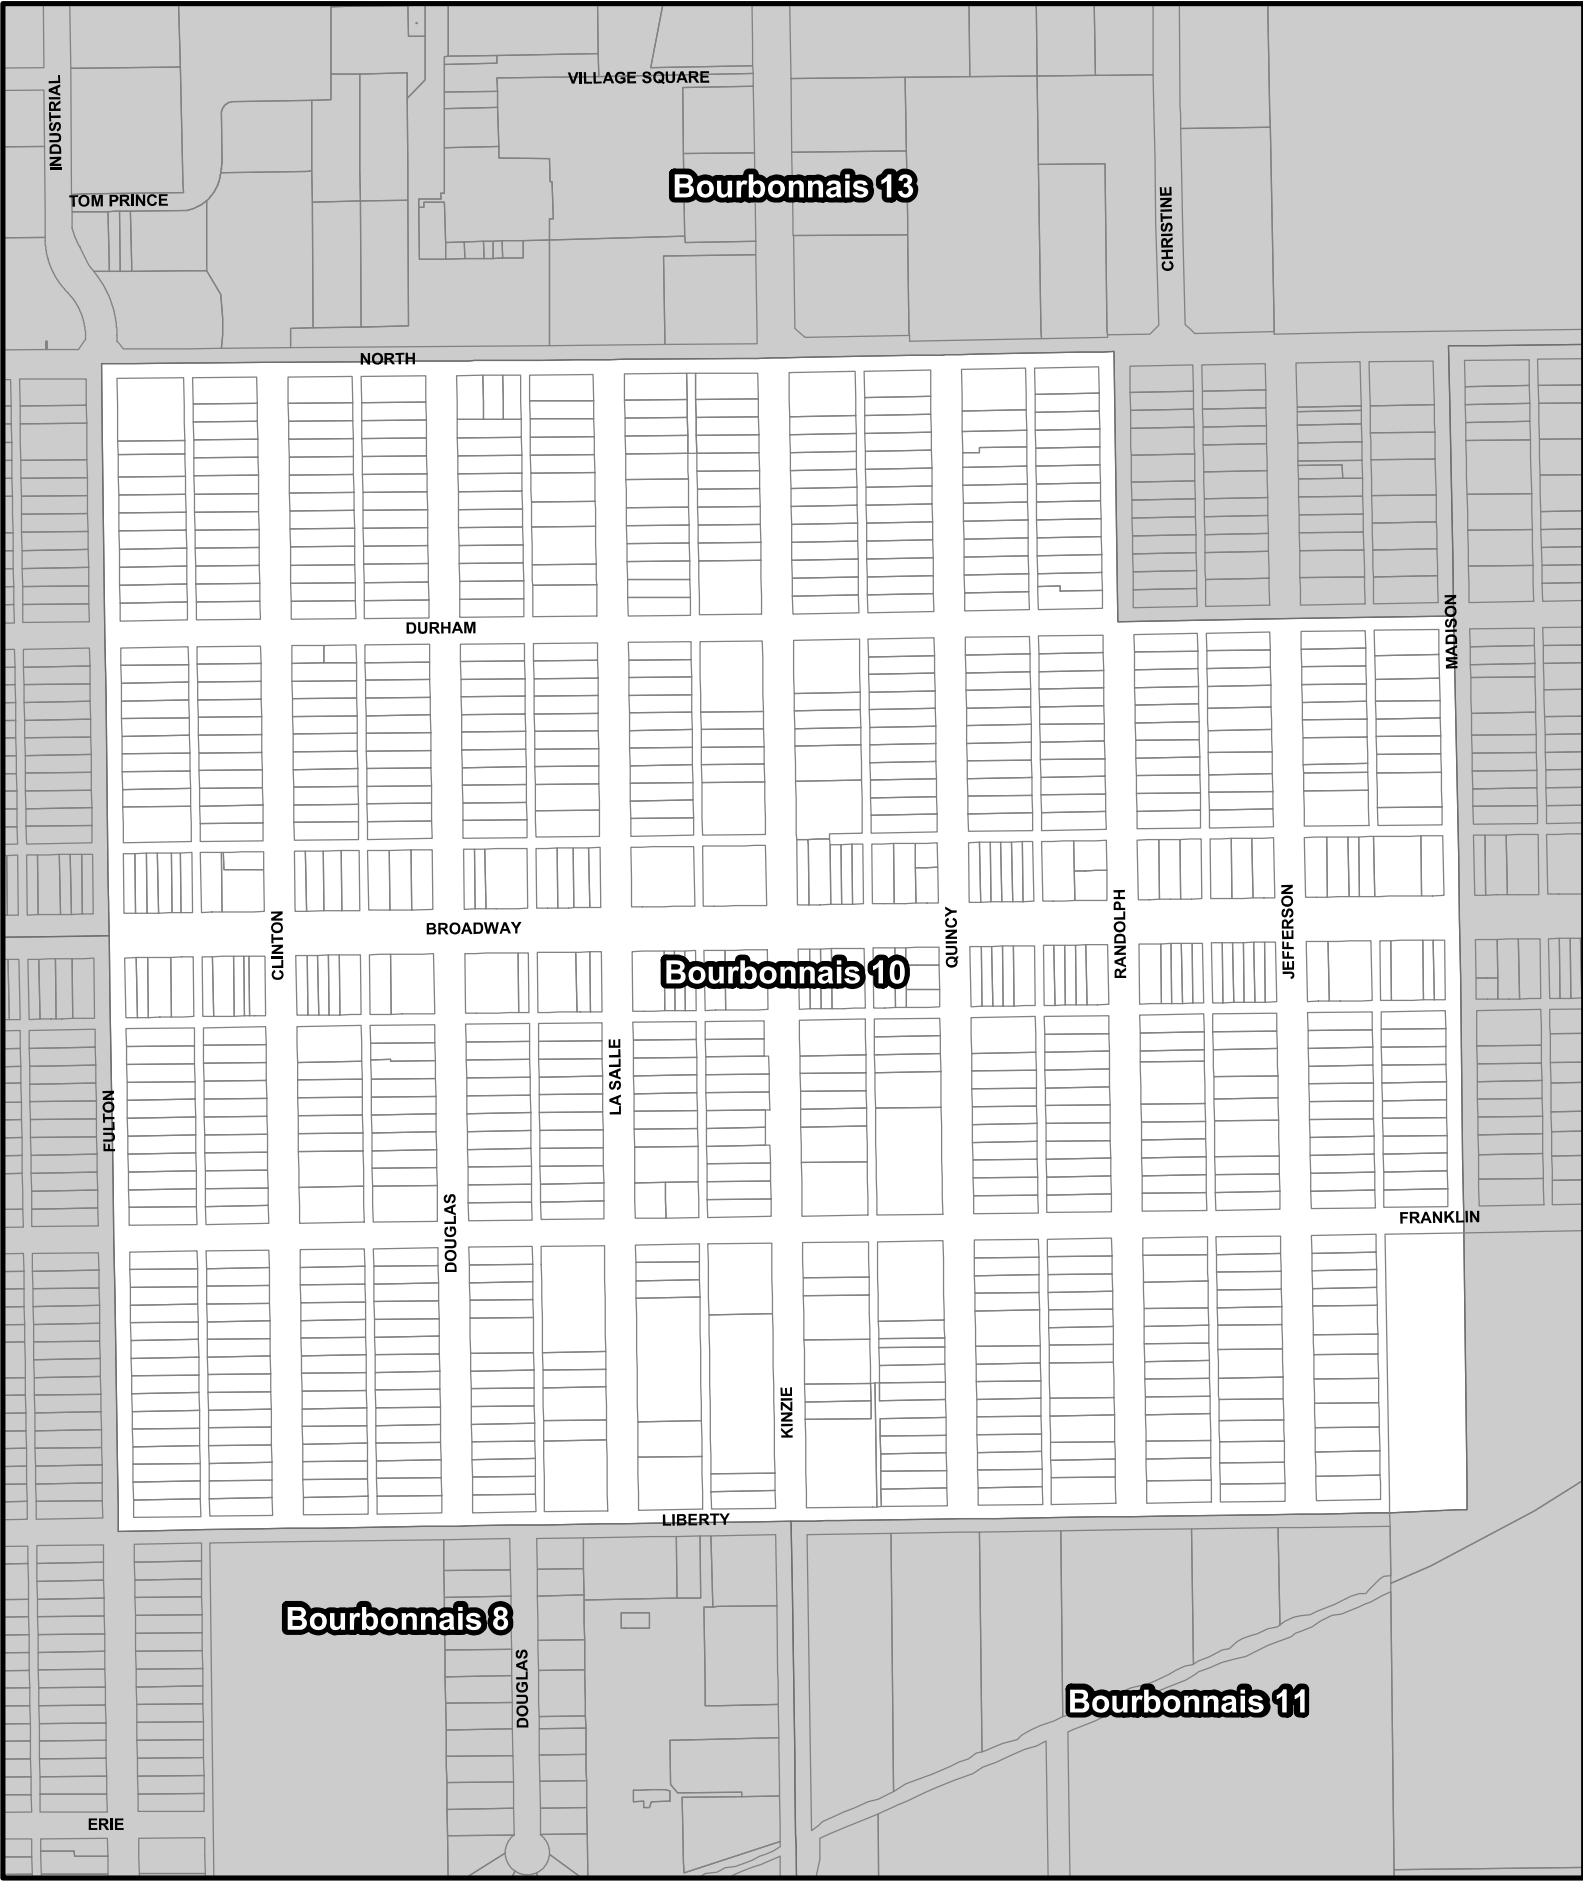 VILLAGE SQUARE
INDUSTRIAL
Bourbonnais 13
TOM PRINCE
CHRISTINE
NORTH
DURHAM
MADISON
BROADWAY
CLINTON
QUINCY
RANDOLPH
JEFFERSON
Bourbonnais 10
LA SALLE
FULTON
DOUGLAS
FRANKLIN
KINZIE
LIBERTY
Bourbonnais 8
DOUGLAS
Bourbonnais 11
ERIE